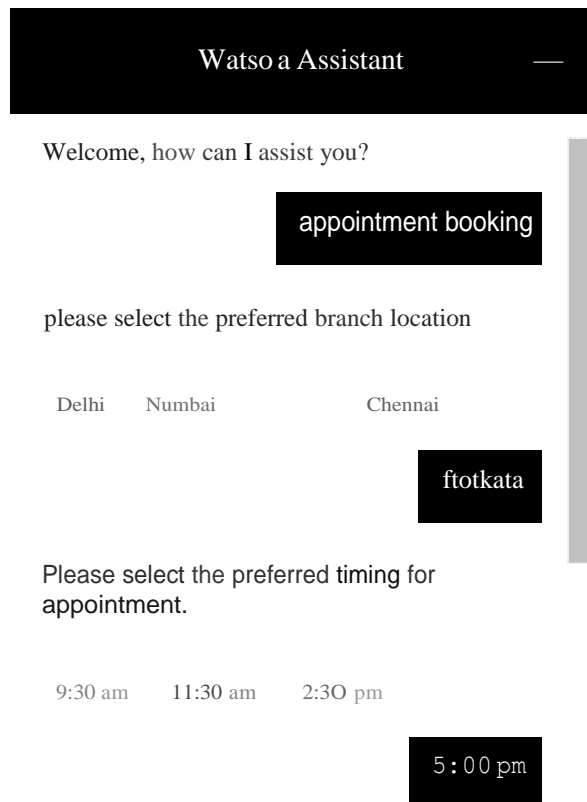 Watso a Assistant
Welcome, how can I assist you?
appointment booking
please select the preferred branch location
Delhi Numbai Chennai
ftotkata
Please select the preferred timing for
appointment.
9:30 am 11:30 am 2:3O pm
5:00 pm